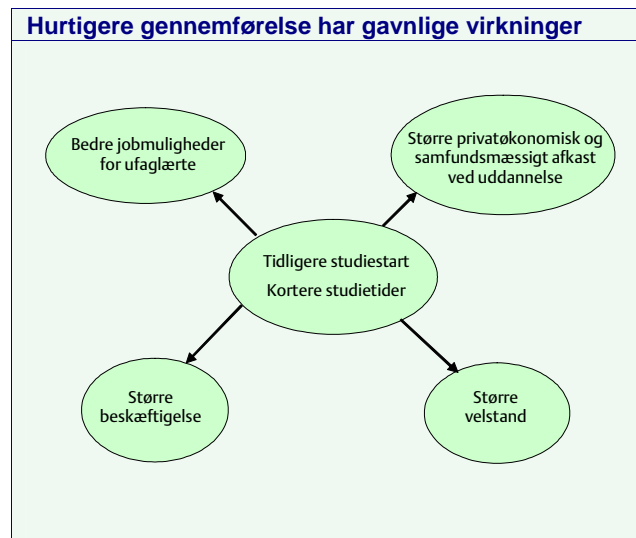 Hurtigere gennemførelse har gavnlige virkninger
Bedre jobmuligheder
for ufaglærte
Større privatøkonomisk og
samfundsmæssigt afkast
ved uddannelse
Tidligere studiestart
Kortere studietider
Større
beskæftigelse
Større
velstand